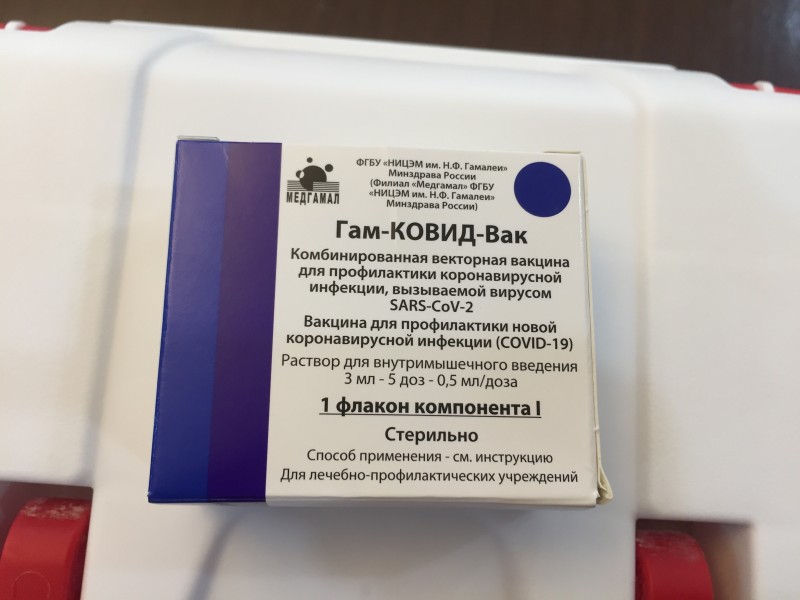 МЕДГАМАЛ
ФГБУ «НИЦЭМ им. Н.Ф. Гамалеи»
Минздрава России
(Филиал «Медгамал» ФГБУ
«НИЦЭМ им. Н.Ф. Гамалеи»
Минздрава России)
Гам-КОВИД-Вак
Комбинированная векторная вакцина
для профилактики коронавирусной
инфекции, вызываемой вирусом
SARS-CoV-2
Вакцина для профилактики новой
коронавирусной инфекции (COVID-19)
Раствор для внутримышечного введения
3 мл - 5 доз - 0,5 мл/доза
1 флакон компонента I
Стерильно
Способ применения - см. инструкцию
Для лечебно-профилактических учреждений